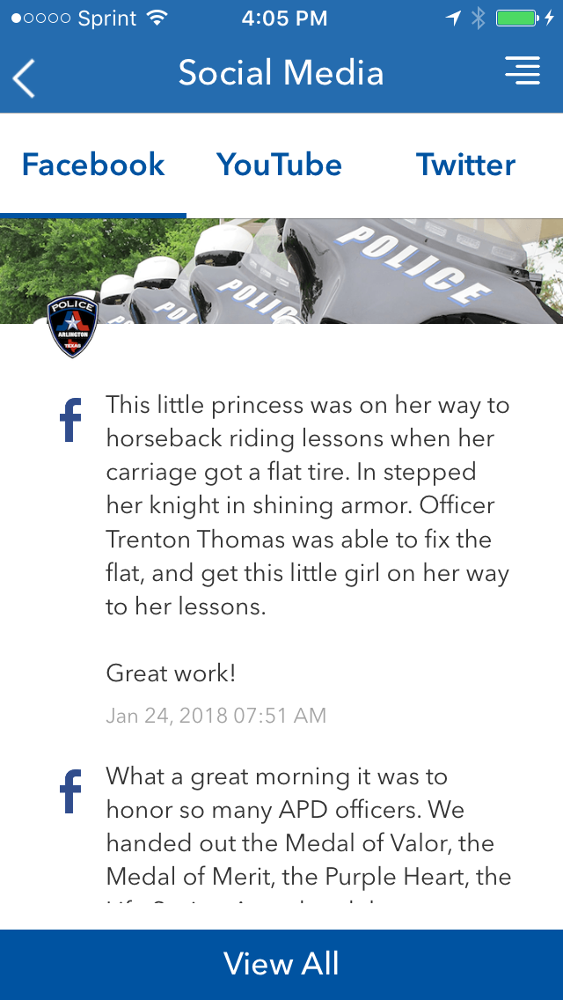 Sprint 4:05 PM
Social Media
Facebook YouTube Twitter
POLICE
POLIC
POL
POLICE
ARLINGTON
TEXAS
This little princess was on her way to
horseback riding lessons when her
carriage got a flat tire. In stepped
her knight in shining armor. Officer
Trenton Thomas was able to fix the
flat, and get this little girl on her way
to her lessons.
Great work!
Jan 24, 2018 07:51 AM
What a great morning it was to
honor so many APD officers. We
handed out the Medal of Valor, the
Medal of Merit, the Purple Heart, the
View All